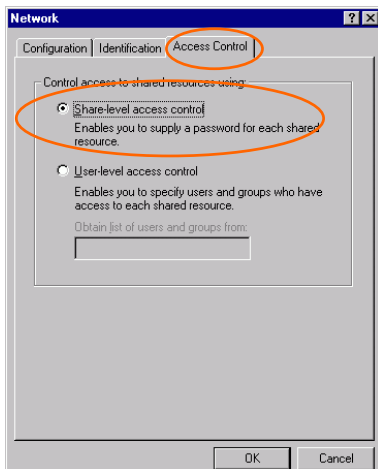 Network
Configuration Identification Access Control
Control access to shared resources using:
Share-level access control
Enables you to supply a password for each shared
resource.
User-level access control
Enables you to specify users and groups who have
access to each shared resource.
Obtain list of users and groups from:
OK Cancel